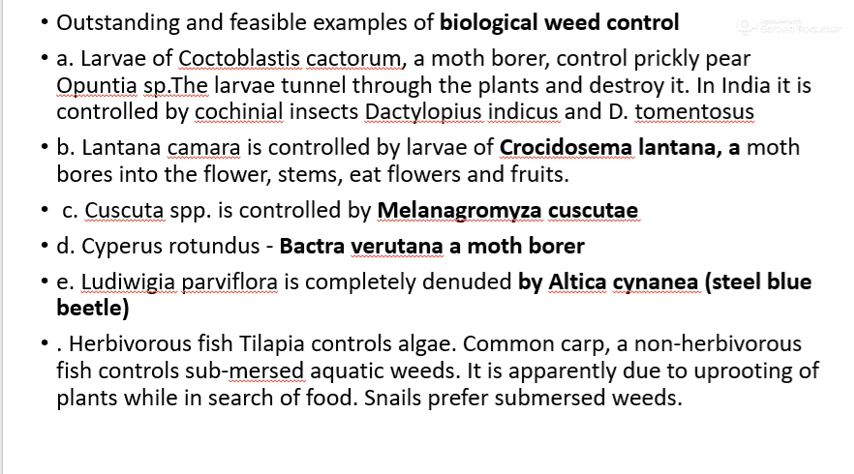 • Outstanding and feasible examples of biological weed control
• a. Larvae of Coctoblastis cactorum, a moth borer, control prickly pear
Opuntia sp.The larvae tunnel through the plants and destroy it. In India it is
controlled by cochinial insects Dactylopius indicus and D. tomentosus
• b. Lantana camara is controlled by larvae of Crocidosema lantana, a moth
bores into the flower, stems, eat flowers and fruits.
• c. Cuscuta spp. is controlled by Melanagromyza cuscutae
• d. Cyperus rotundus - Bactra verutana a moth borer
• e. Ludiwigia parviflora is completely denuded by Altica cynanea (steel blue
beetle)
• . Herbivorous fish Tilapia controls algae. Common carp, a non-herbivorous
fish controls sub-mersed aquatic weeds. It is apparently due to uprooting of
plants while in search of food. Snails prefer submersed weeds.